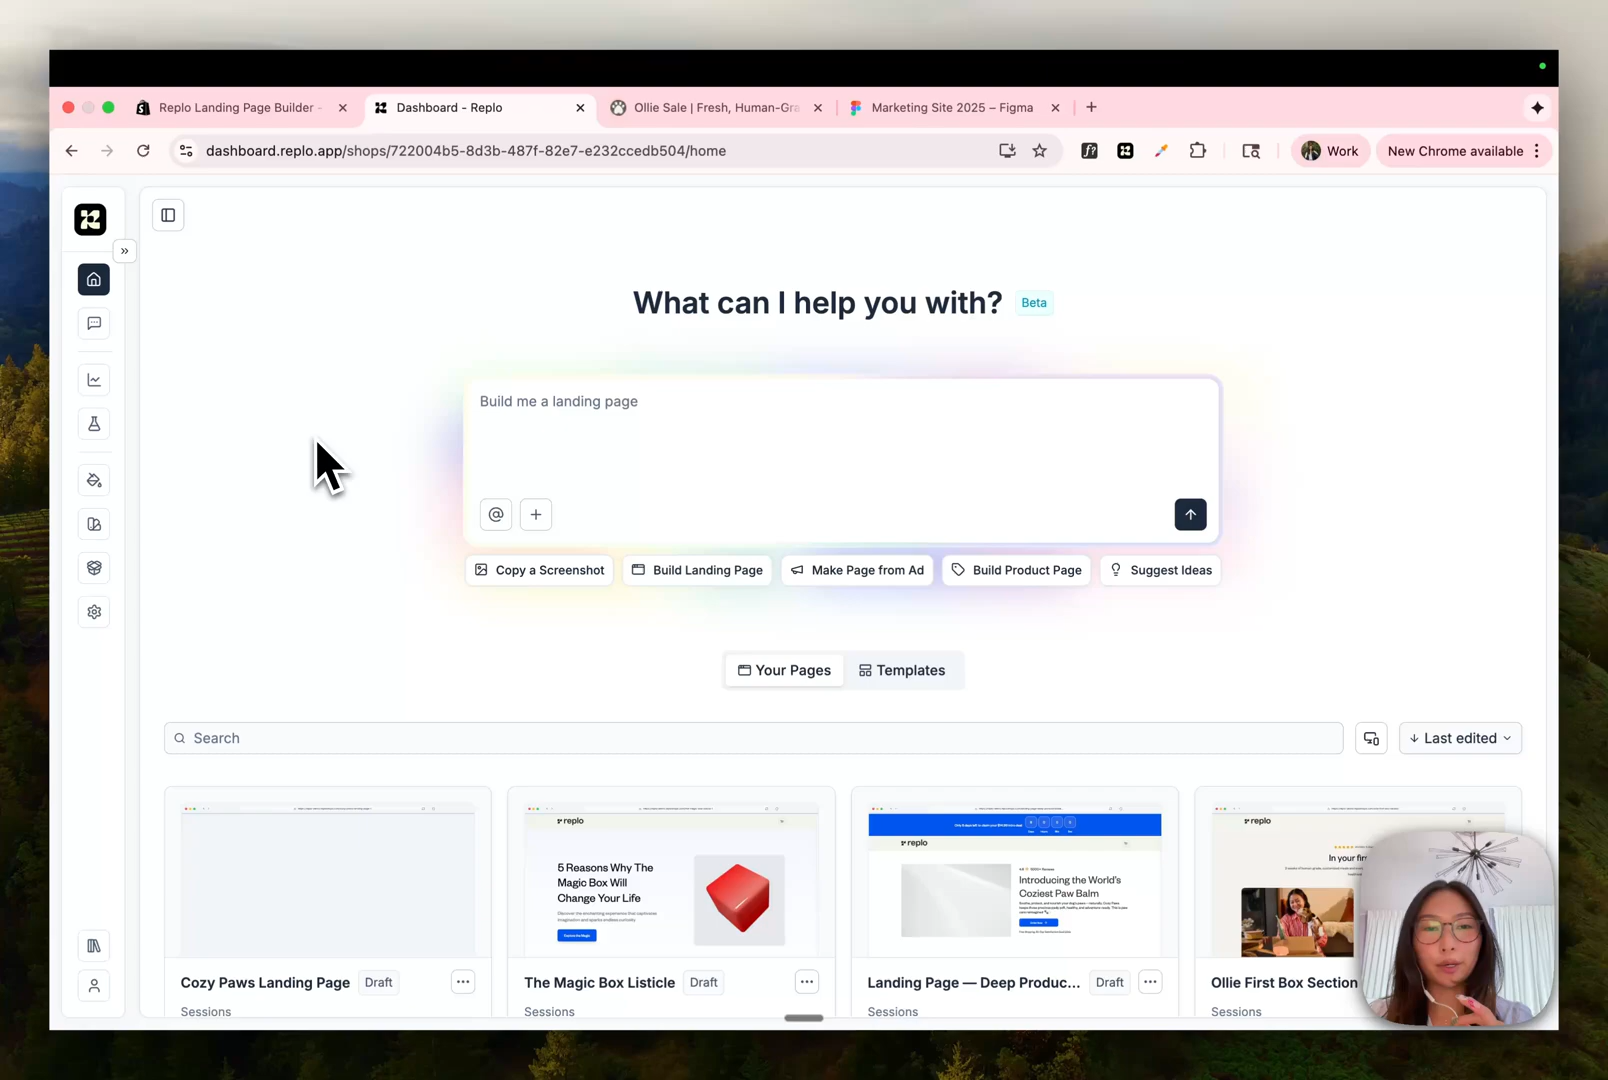 Replo Landing Page Builder -
Dashboard - Replo
Ollie Sale | Fresh, Human-Gra
Marketing Site 2025 – Figma
dashboard.replo.app/shops/722004b5-8d3b-487f-82e7-e232ccedb504/home
Work
New Chrome available
What can I help you with?
Beta
Build me a landing page
Copy a Screenshot
Build Landing Page
Make Page from Ad
Build Product Page
Suggest Ideas
Your Pages
Templates
Search
Last edited
replo
5 Reasons Why The
Magic Box Will
Change Your Life
replo
Introducing the World's
Coziest Paw Balm
replo
In your fir
Cozy Paws Landing Page
Draft
Sessions
The Magic Box Listicle
Draft
Sessions
Landing Page — Deep Produc...
Draft
Sessions
Ollie First Box Section
Sessions